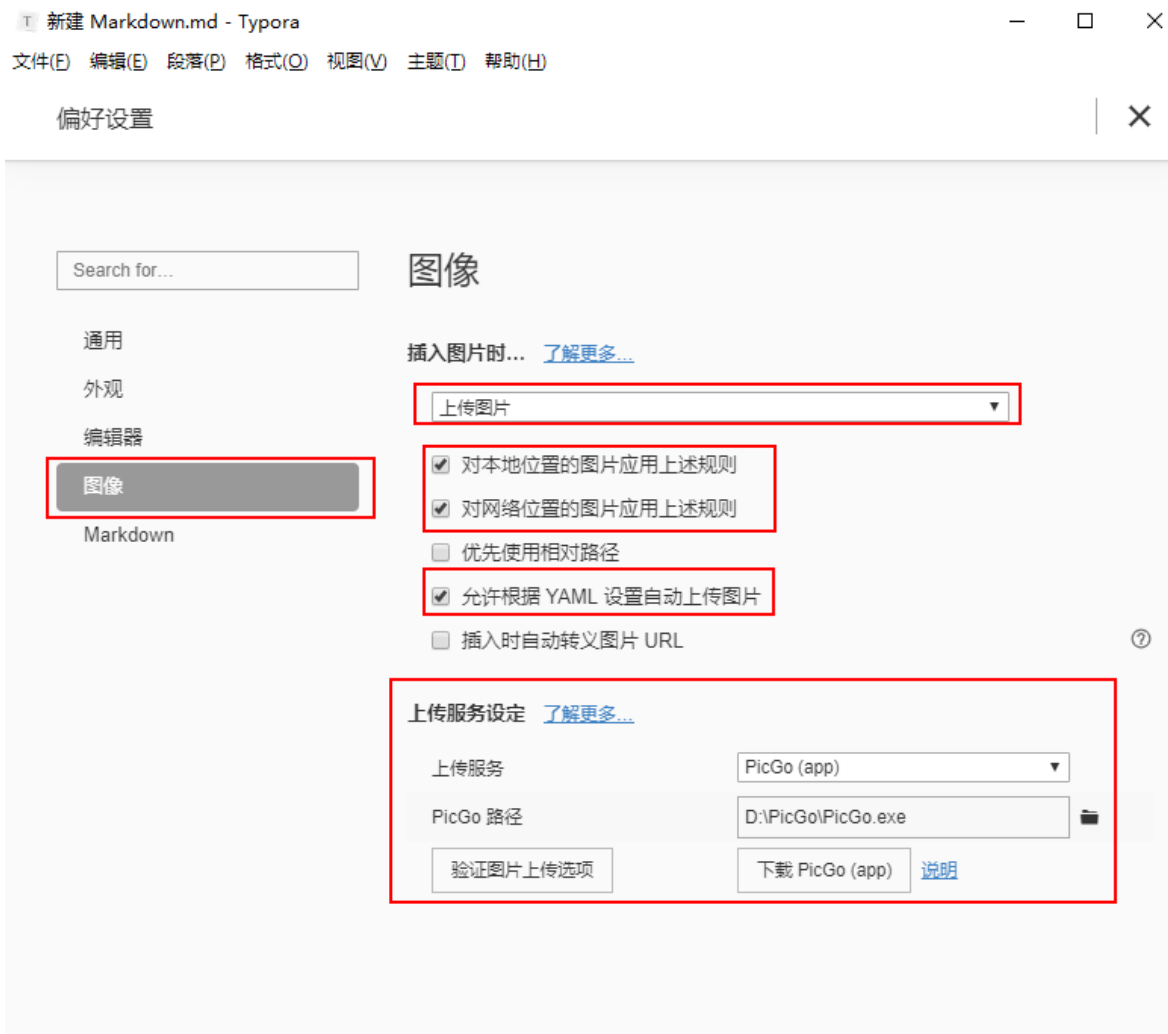 新建 Markdown.md - Typora
文件(F) 编辑(E) 段落(P) 格式(O) 视图(V) 主题(T) 帮助(H)
偏好设置
Search for...
通用
外观
编辑器
图像
Markdown
图像
插入图片时... 了解更多...
上传图片
对本地位置的图片应用上述规则
对网络位置的图片应用上述规则
优先使用相对路径
允许根据 YAML 设置自动上传图片
插入时自动转义图片 URL
上传服务设定 了解更多...
上传服务 PicGo (app)
PicGo 路径 D:\PicGo\PicGo.exe
验证图片上传选项 下载 PicGo (app) 说明